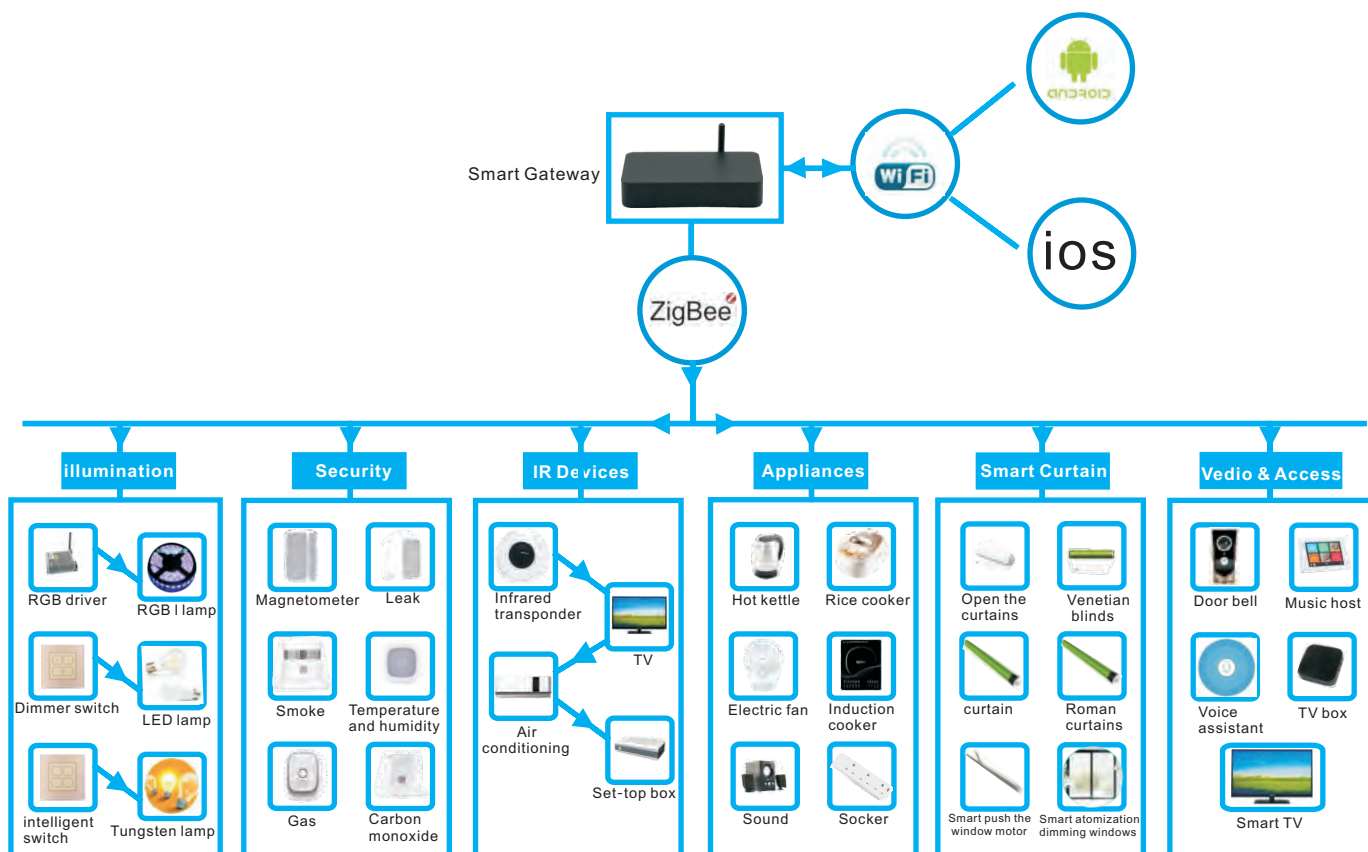 ANDROID
Smart Gateway
Wi Fi
ios
ZigBee
illumination
Security
IR Devices
Appliances
Smart Curtain
Vedio & Access
RGB driver
RGB l lamp
Dimmer switch
LED lamp
intelligent
switch
Tungsten lamp
Magnetometer
Leak
Smoke
Temperature
and humidity
Gas
Carbon
monoxide
Infrared
transponder
TV
Air
conditioning
Set-top box
Hot kettle
Rice cooker
Electric fan
Induction
cooker
Sound
Socker
Open the
curtains
Venetian
blinds
curtain
Roman
curtains
Smart push the
window motor
Smart atomization
dimming windows
Door bell
Music host
Voice
assistant
TV box
Smart TV